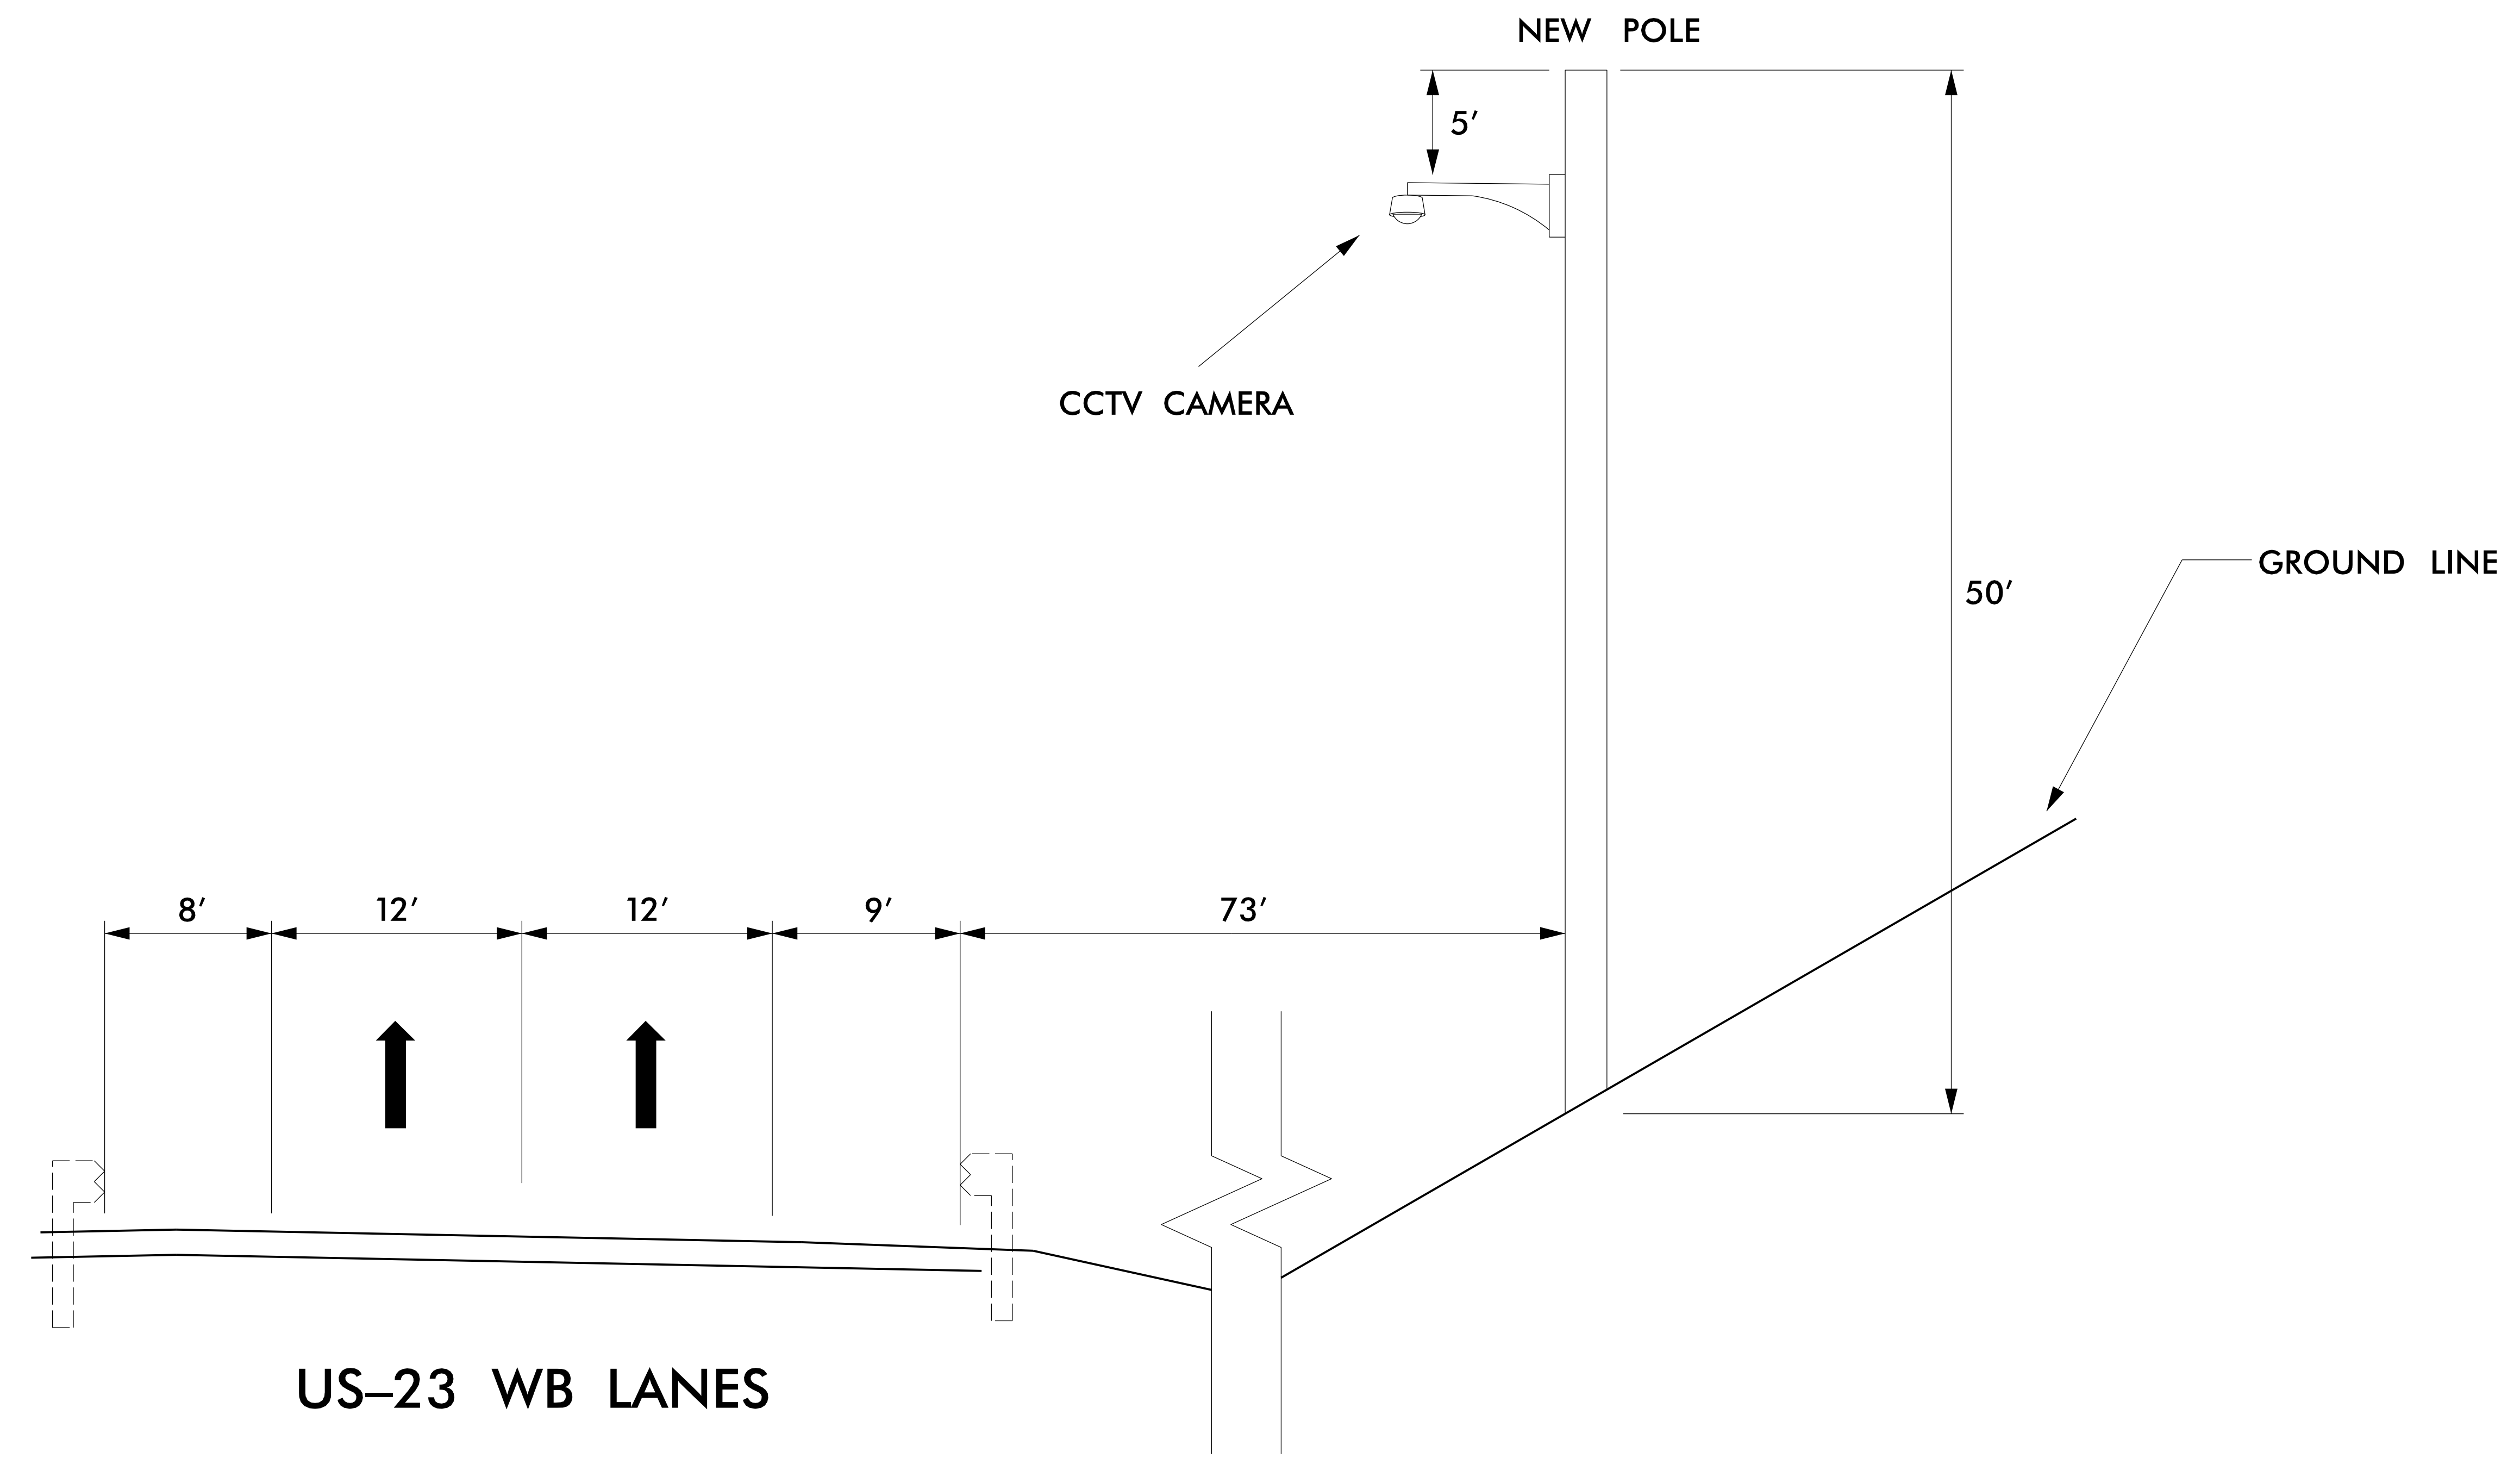 NEW POLE
5'
CCTV CAMERA
GROUND LINE
50'
8' 12' 12' 9' 73'
US–23 WB LANES